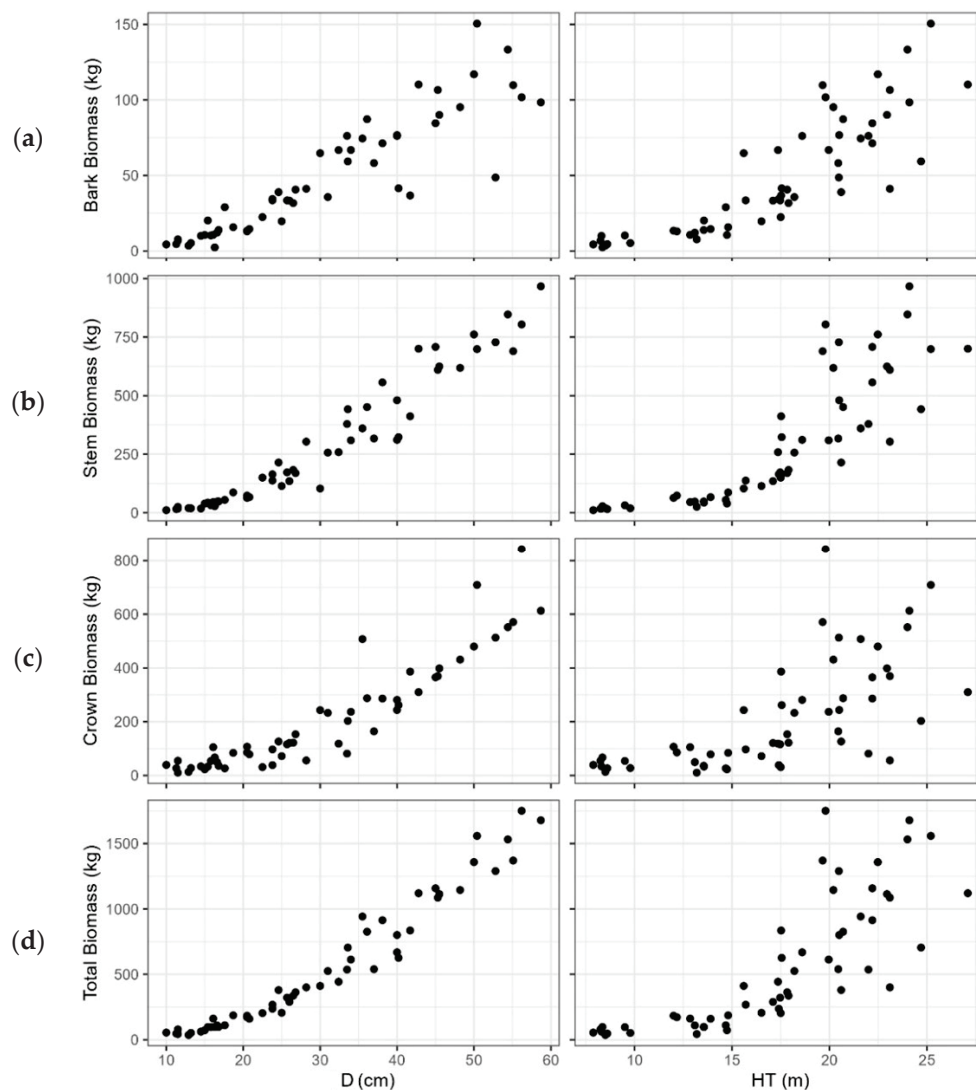 (a)
Bark Biomass (kg)
150
100
50
0
(b)
Stem Biomass (kg)
1000
750
500
250
0
(c)
Crown Biomass (kg)
800
600
400
200
0
(d)
Total Biomass (kg)
1500
1000
500
0
10 20 30 40 50 60
D (cm)
10 15 20 25
HT (m)